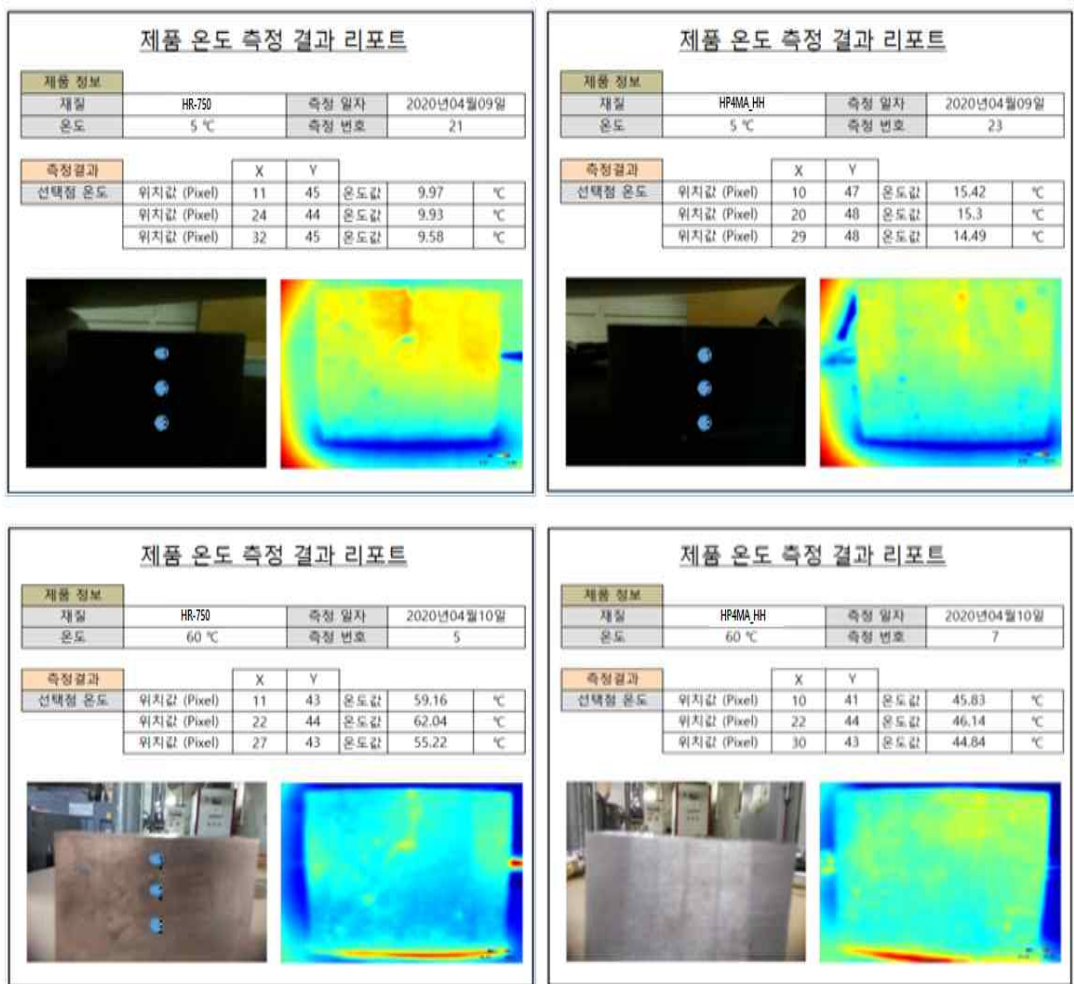 제품 온도 측정 결과 리포트
제품 정보
재질 HR-750 측정 일자 2020년04월09일
온도 5 ℃ 측정 번호 21
측정결과 X Y
선택점 온도 위치값 (Pixel) 11 45 온도값 9.97 ℃
위치값 (Pixel) 24 44 온도값 9.93 ℃
위치값 (Pixel) 32 45 온도값 9.58 ℃
제품 온도 측정 결과 리포트
제품 정보
재질 HP4MA_HH 측정 일자 2020년04월09일
온도 5 ℃ 측정 번호 23
측정결과 X Y
선택점 온도 위치값 (Pixel) 10 47 온도값 15.42 ℃
위치값 (Pixel) 20 48 온도값 15.3 ℃
위치값 (Pixel) 29 48 온도값 14.49 ℃
제품 온도 측정 결과 리포트
제품 정보
재질 HR-750 측정 일자 2020년04월10일
온도 60 ℃ 측정 번호 5
측정결과 X Y
선택점 온도 위치값 (Pixel) 11 43 온도값 59.16 ℃
위치값 (Pixel) 22 44 온도값 62.04 ℃
위치값 (Pixel) 27 43 온도값 55.22 ℃
제품 온도 측정 결과 리포트
제품 정보
재질 HP4MA_HH 측정 일자 2020년04월10일
온도 60 ℃ 측정 번호 7
측정결과 X Y
선택점 온도 위치값 (Pixel) 10 41 온도값 45.83 ℃
위치값 (Pixel) 22 44 온도값 46.14 ℃
위치값 (Pixel) 30 43 온도값 44.84 ℃